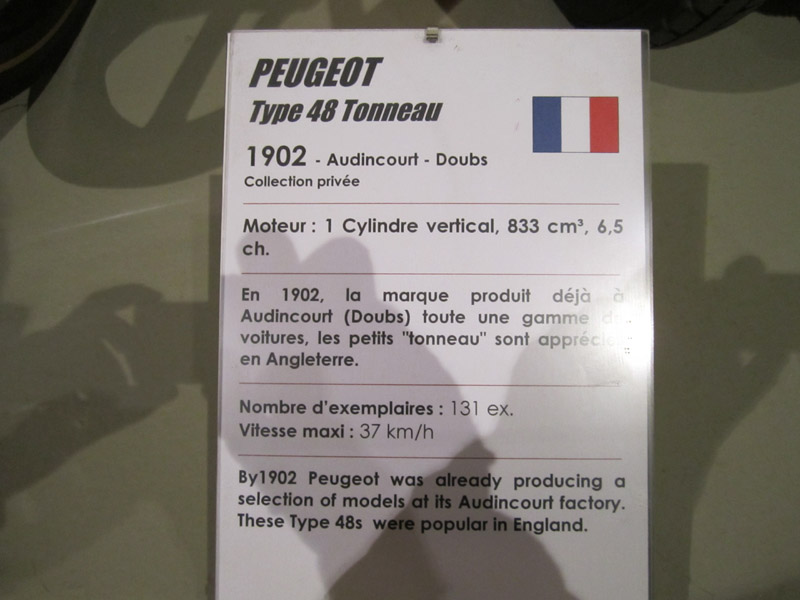 PEUGEOT
Type 48 Tonneau
1902 - Audincourt - Doubs
Collection privée
Moteur : 1 Cylindre vertical, 833 cm³, 6,5
ch.
En 1902, la marque produit déjà à
Audincourt (Doubs) toute une gamme de
voitures, les petits "tonneau" sont
en Angleterre.
Nombre d'exemplaires : 131 ex.
Vitesse maxi : 37 km/h
By1902 Peugeot was already producing a
selection of models at its Audincourt factory.
These Type 48s were popular in England.